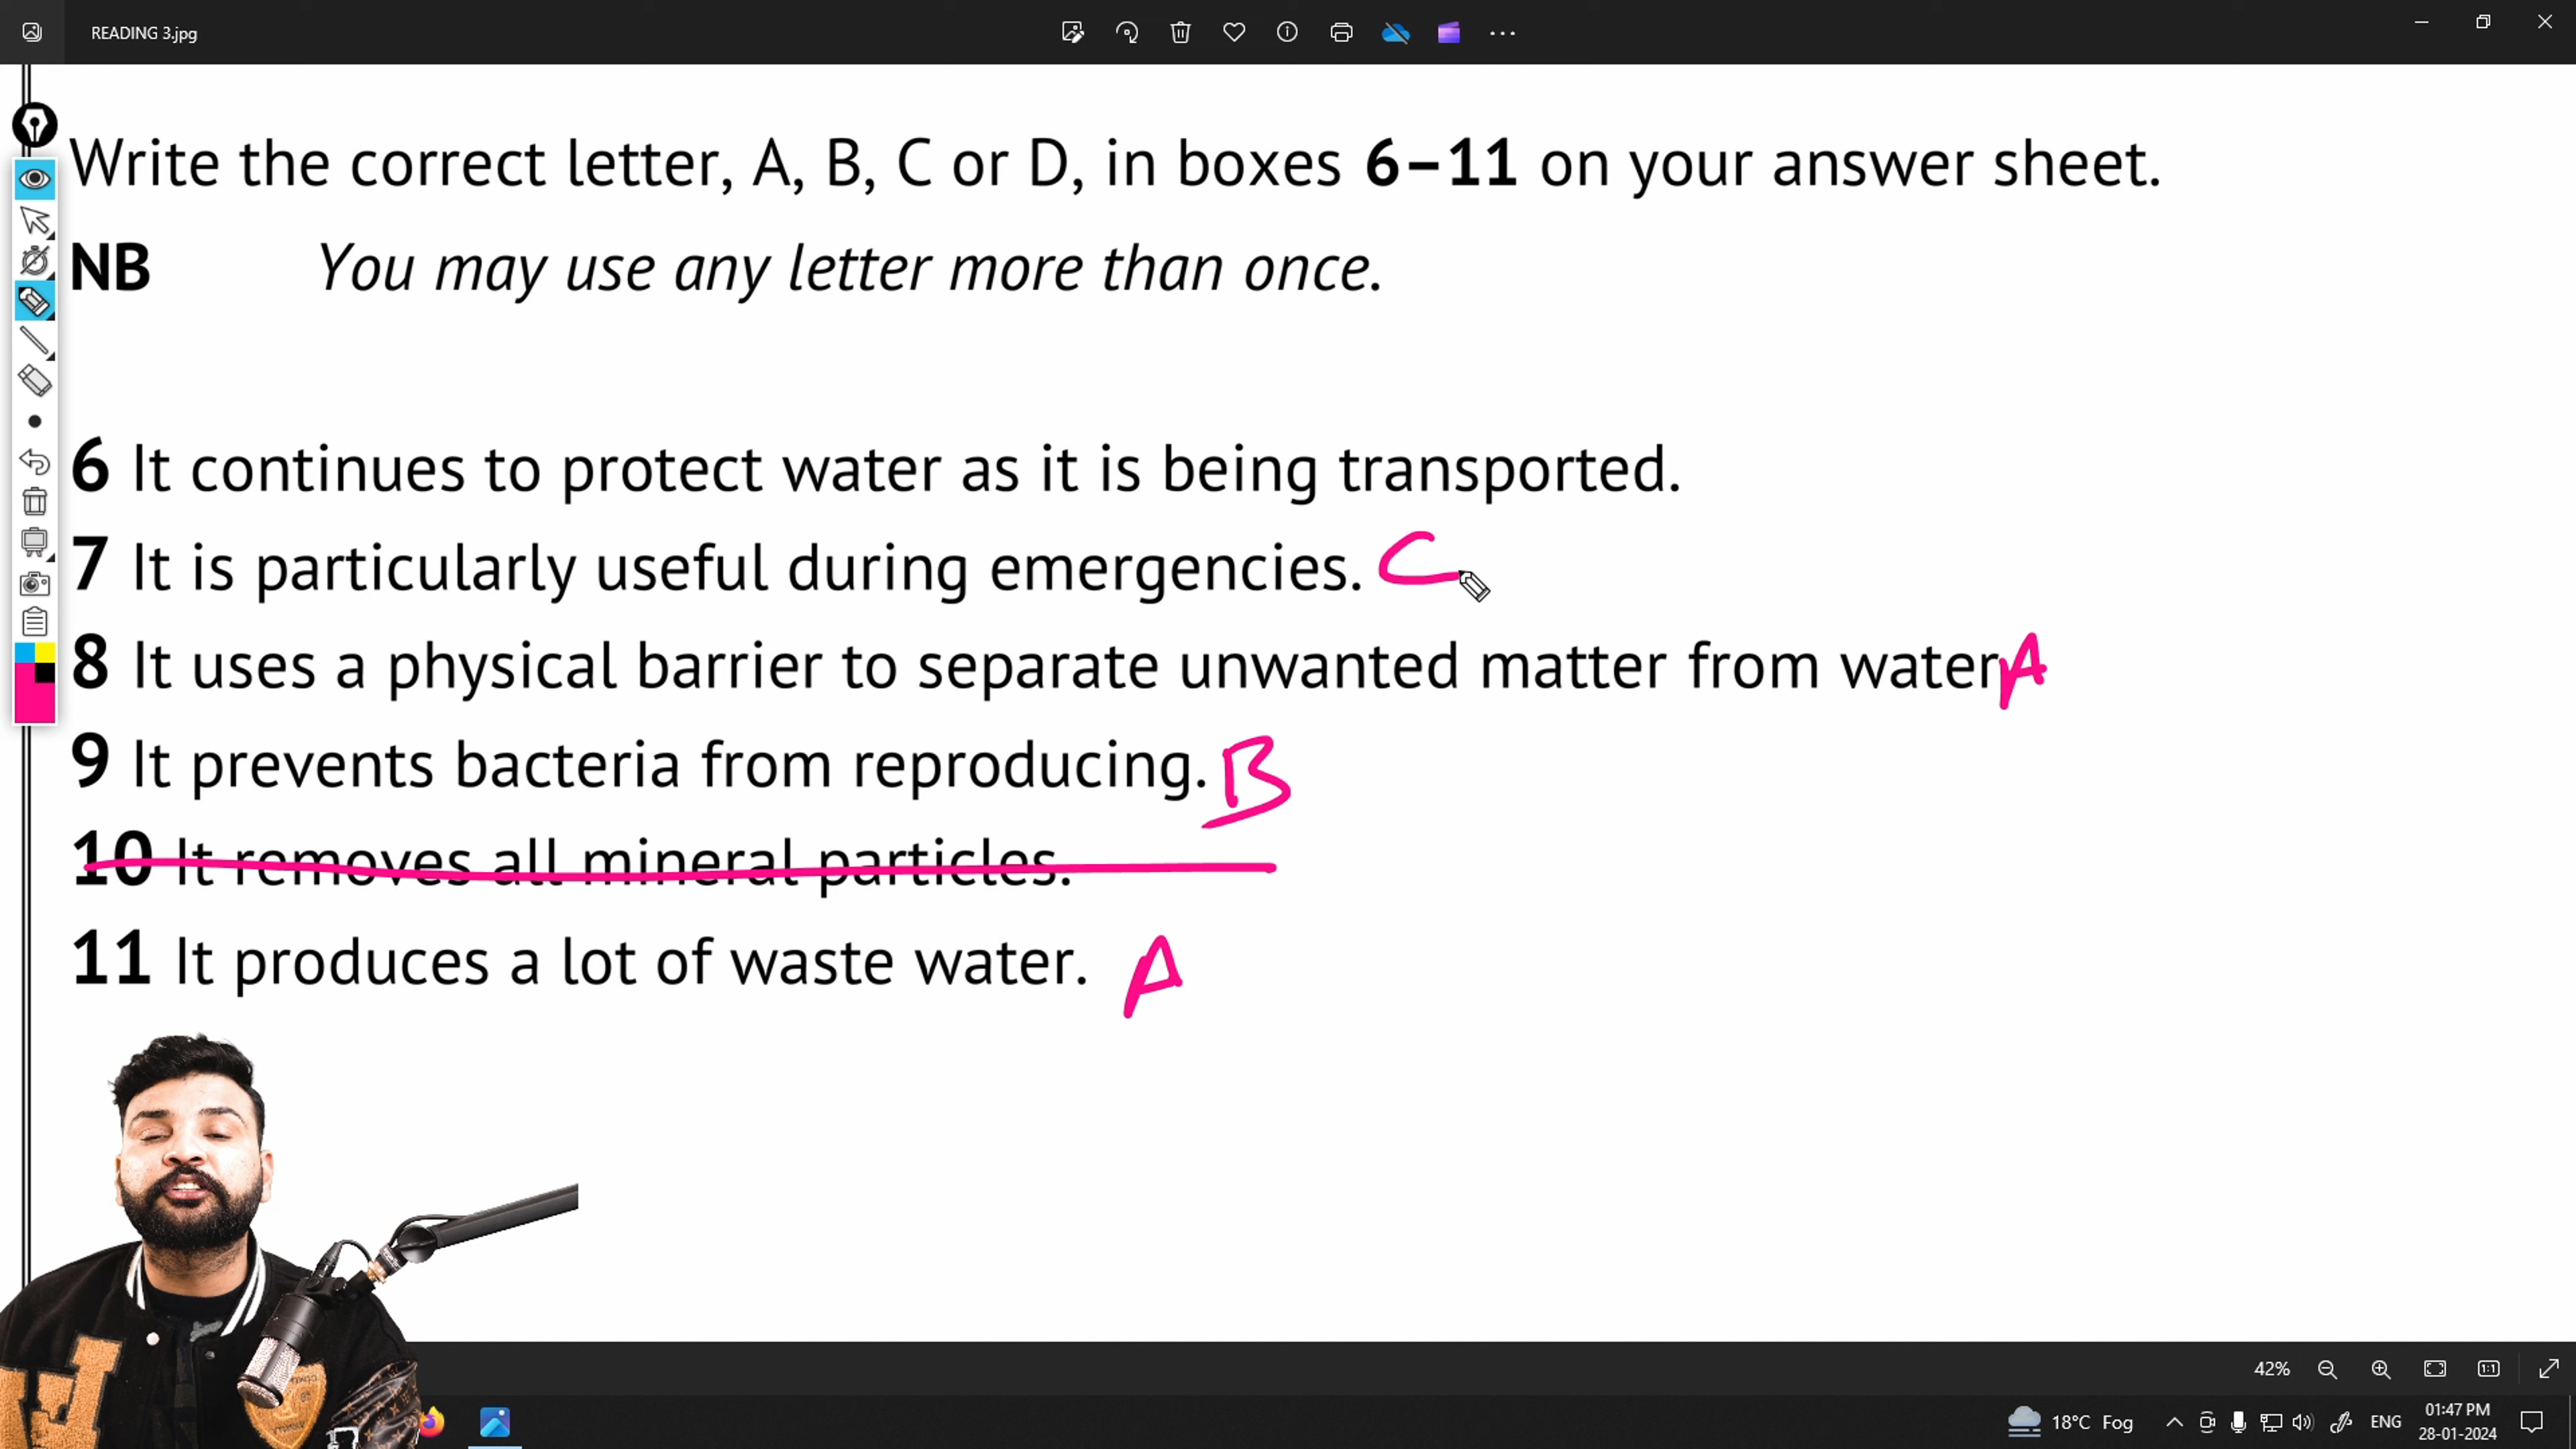 READING 3.jpg
Write the correct letter, A, B, C or D, in boxes 6–11 on your answer sheet.
NB You may use any letter more than once.
6 It continues to protect water as it is being transported.
7 It is particularly useful during emergencies. C
8 It uses a physical barrier to separate unwanted matter from water A
9 It prevents bacteria from reproducing. B
10 It removes all mineral particles.
11 It produces a lot of waste water. A
42%
18°C Fog
ENG
01:47 PM
28-01-2024